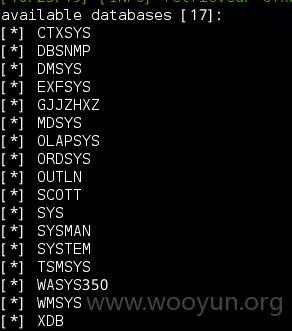 available databases [17]:
[*] CTXSYS
[*] DBSNMP
[*] DMSYS
[*] EXFSYS
[*] GJJZHXZ
[*] MDSYS
[*] OLAPSYS
[*] ORDSYS
[*] OUTLN
[*] SCOTT
[*] SYS
[*] SYSMAN
[*] SYSTEM
[*] TSMSYS
[*] WASYS350
[*] WMSYS
www.wooyun.org
[*] XDB